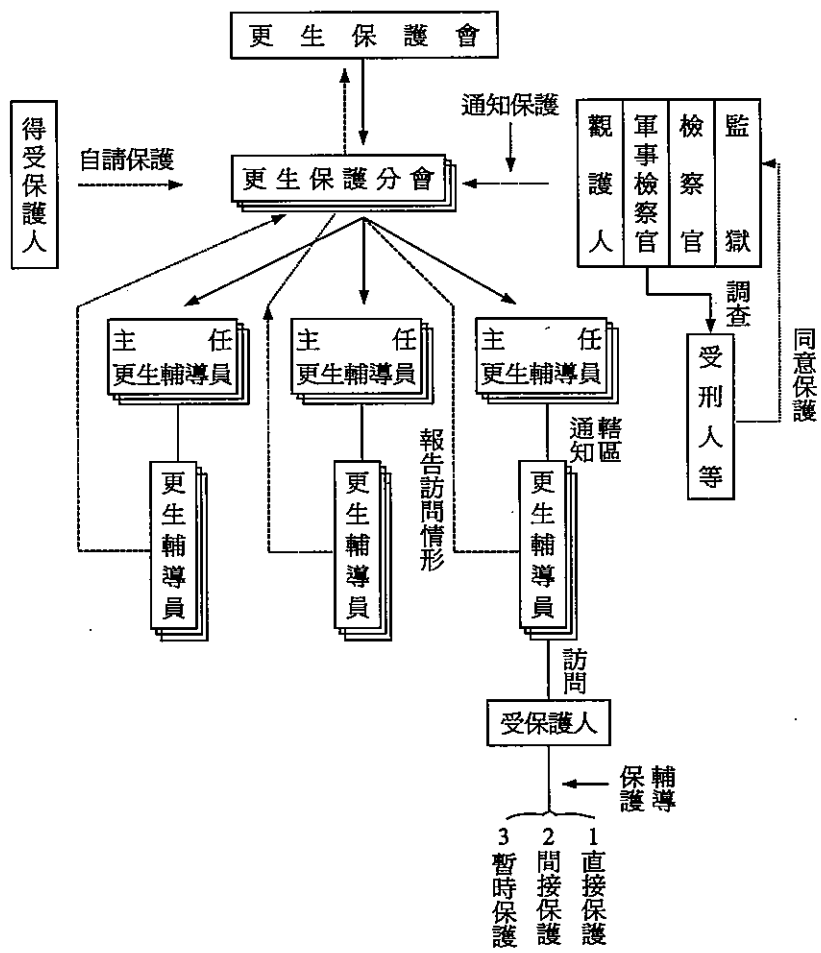 更生保護會
得受保護人
自請保護
更生保護分會
通知保護
監獄
檢察官
軍事檢察官
觀護人
調查
受刑人等
同意保護
主任
更生輔導員
主任
更生輔導員
主任
更生輔導員
更生輔導員
更生輔導員
報告訪問情形
轄區
通知
更生輔導員
訪問
受保護人
輔導
保護
1直接保護
2間接保護
3暫時保護